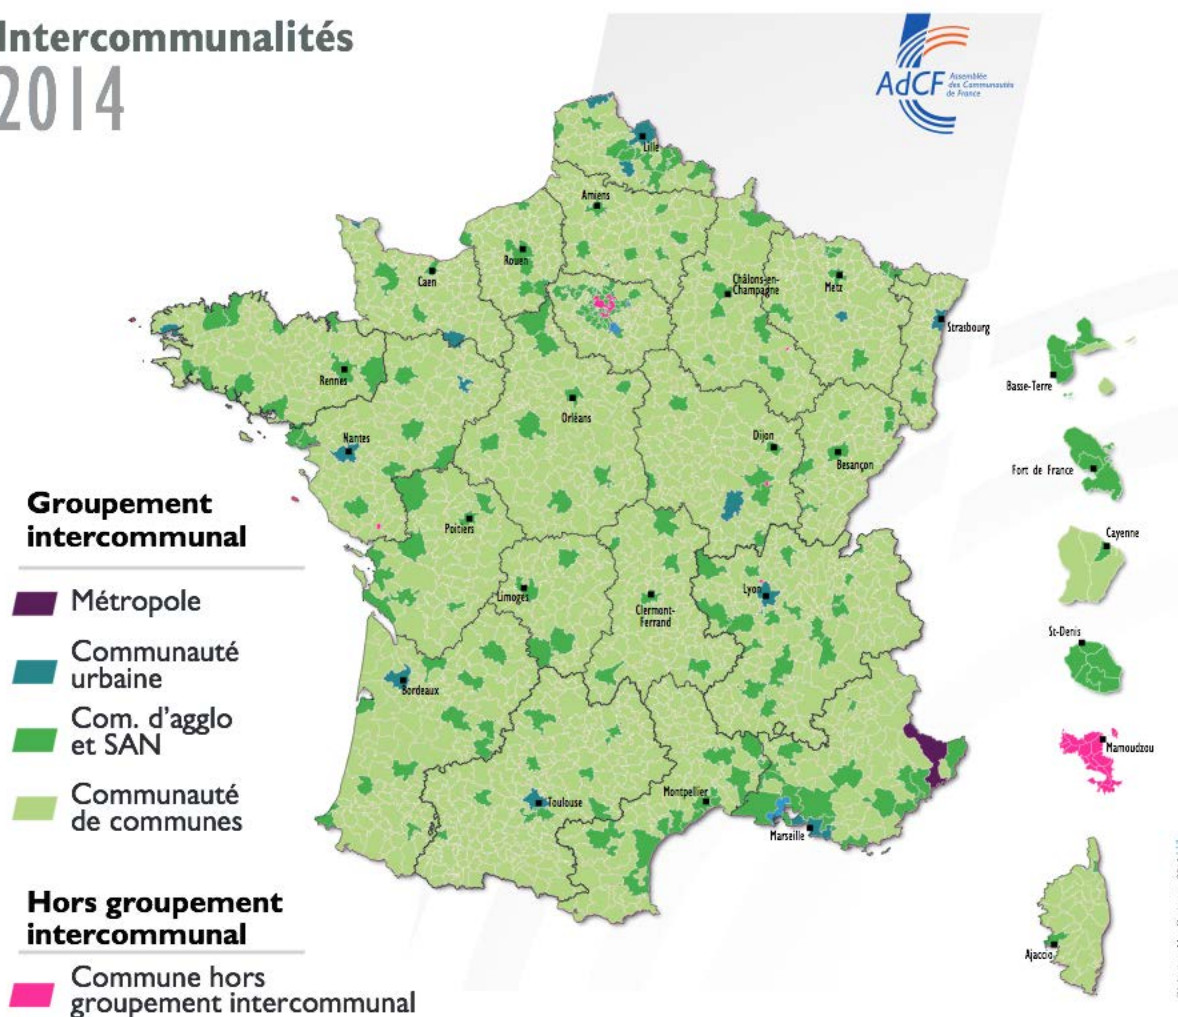 Intercommunalités
2014
AdCF
Assemblée
des Communautés
de France
Lille
Amiens
Rouen
Caen
Châlons-en-
Champagne
Metz
Strasbourg
Rennes
Orléans
Nantes
Dijon
Besançon
Poitiers
Limoges
Clermont-
Ferrand
Lyon
Bordeaux
Toulouse
Montpellier
Marseille
Basse-Terre
Fort de France
Cayenne
St-Denis
Mamoudzou
Ajaccio
Groupement
intercommunal
Métropole
Communauté
urbaine
Com. d'agglo
et SAN
Communauté
de communes
Hors groupement
intercommunal
Commune hors
groupement intercommunal